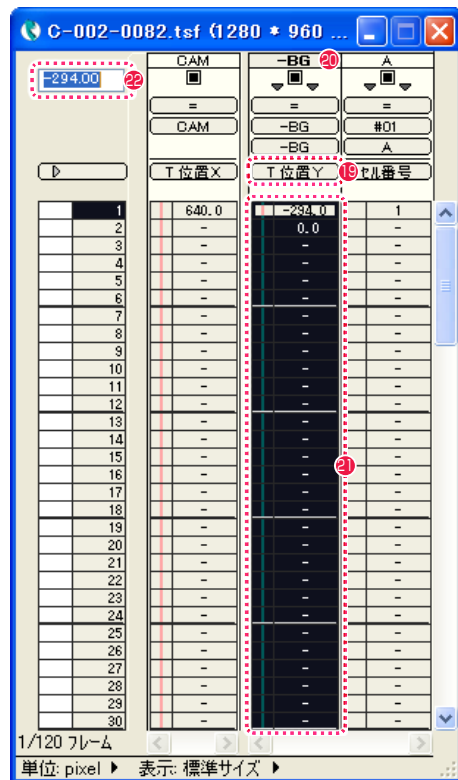 C-002-0082.tsf (1280 * 960 ...
CAM -BG 20 A
-294.00 22
= = =
CAM -BG #01
-BG A
T 位置X T 位置Y 19 セル番号
1 640.0 -294.0 1
2 - 0.0 -
3 - - -
4 - - -
5 - - -
6 - - -
7 - - -
8 - - -
9 - - -
10 - - -
11 - - -
12 - - -
13 - - -
14 - - -
15 - - -
16 - - 21 -
17 - - -
18 - - -
19 - - -
20 - - -
21 - - -
22 - - -
23 - - -
24 - - -
25 - - -
26 - - -
27 - - -
28 - - -
29 - - -
30 - - -
1/120 フレーム
単位: pixel 表示: 標準サイズ